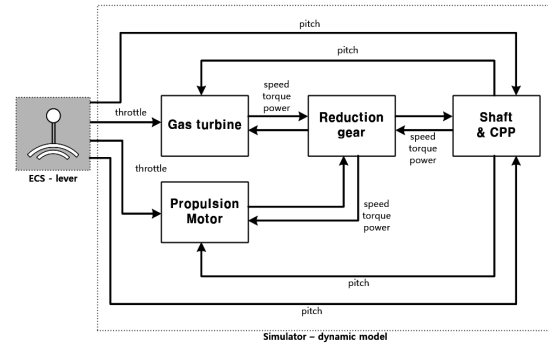 pitch
pitch
throttle
speed
torque
power
Gas turbine
Reduction
gear
Shaft
& CPP
speed
torque
power
ECS - lever
throttle
Propulsion
Motor
speed
torque
power
pitch
pitch
Simulator – dynamic model